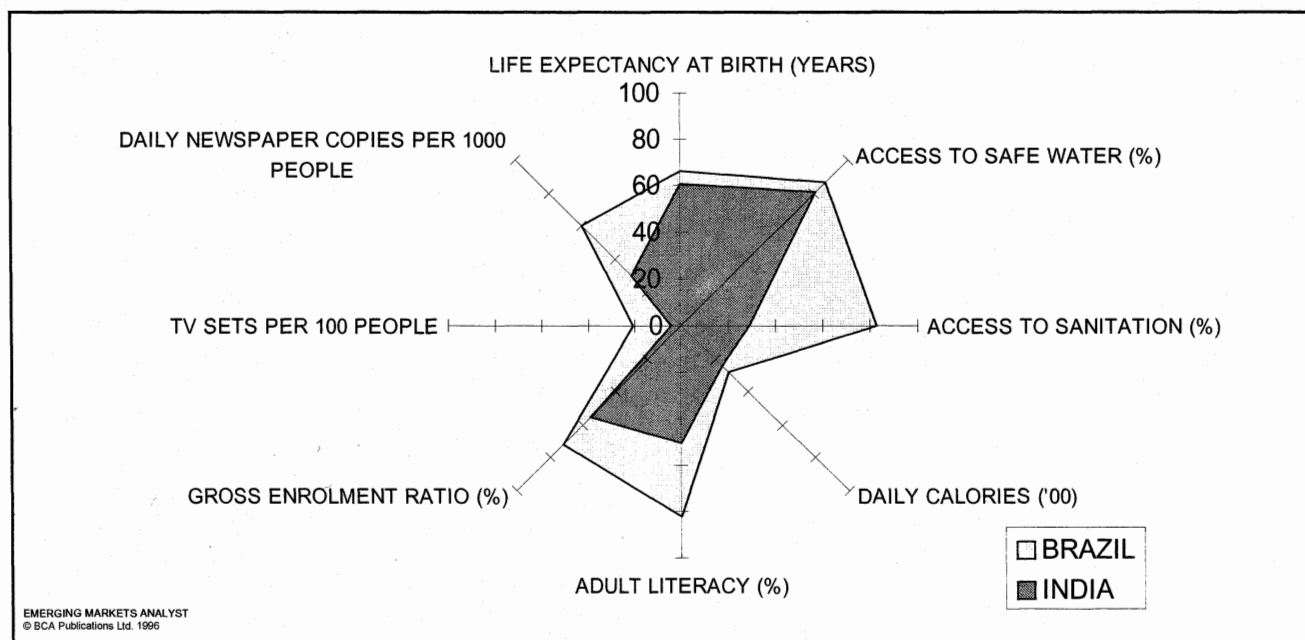 LIFE EXPECTANCY AT BIRTH (YEARS)
100
80
60
40
20
0
DAILY NEWSPAPER COPIES PER 1000
PEOPLE
ACCESS TO SAFE WATER (%)
TV SETS PER 100 PEOPLE
ACCESS TO SANITATION (%)
GROSS ENROLMENT RATIO (%)
DAILY CALORIES ('00)
ADULT LITERACY (%)
BRAZIL
INDIA
EMERGING MARKETS ANALYST
© BCA Publications Ltd. 1996